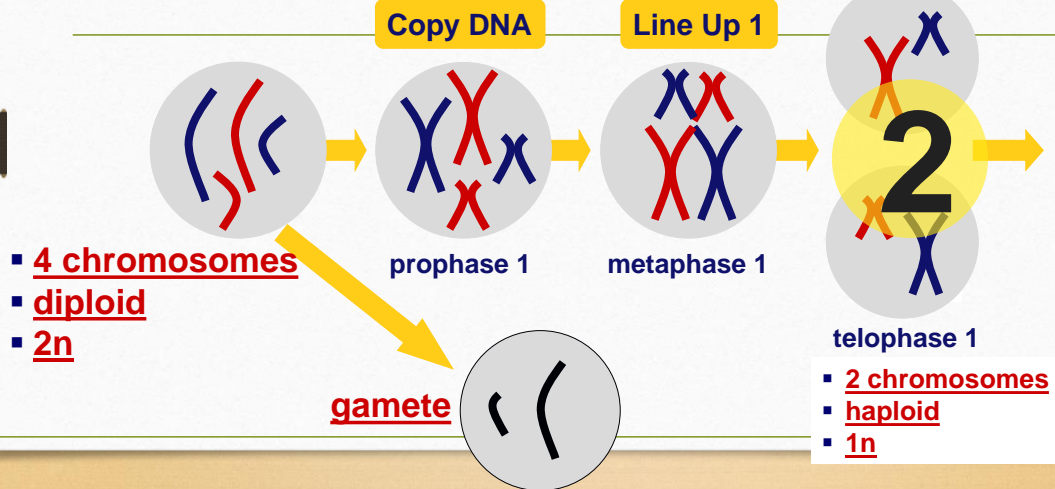 Copy DNA
Line Up 1
2
▪ 4 chromosomes
▪ diploid
▪ 2n
prophase 1
metaphase 1
telophase 1
▪ 2 chromosomes
▪ haploid
▪ 1n
gamete